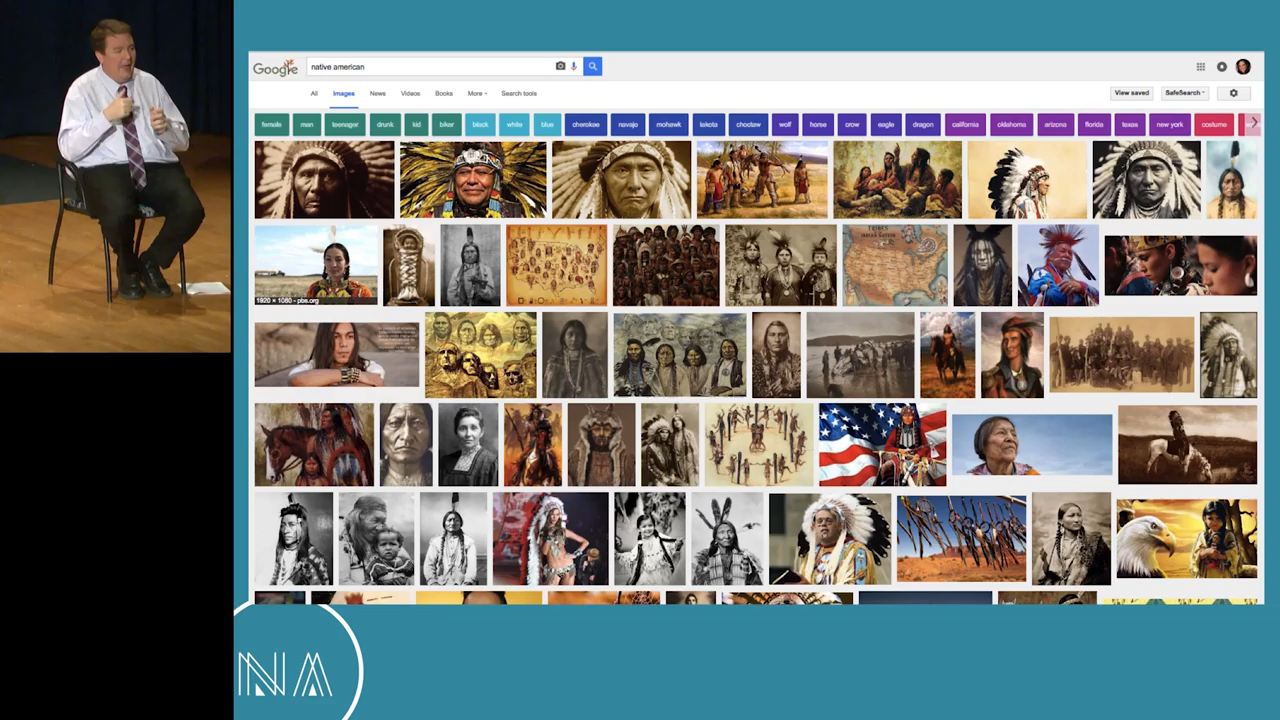 Google
native american
All Images News Videos Books More Search tools
View saved SafeSearch
female man teenager drunk kid biker black white blue cherokee navajo mohawk lakota choctaw wolf horse crow eagle dragon california oklahoma arizona florida texas new york costume
1920 × 1080 - pbs.org
NA